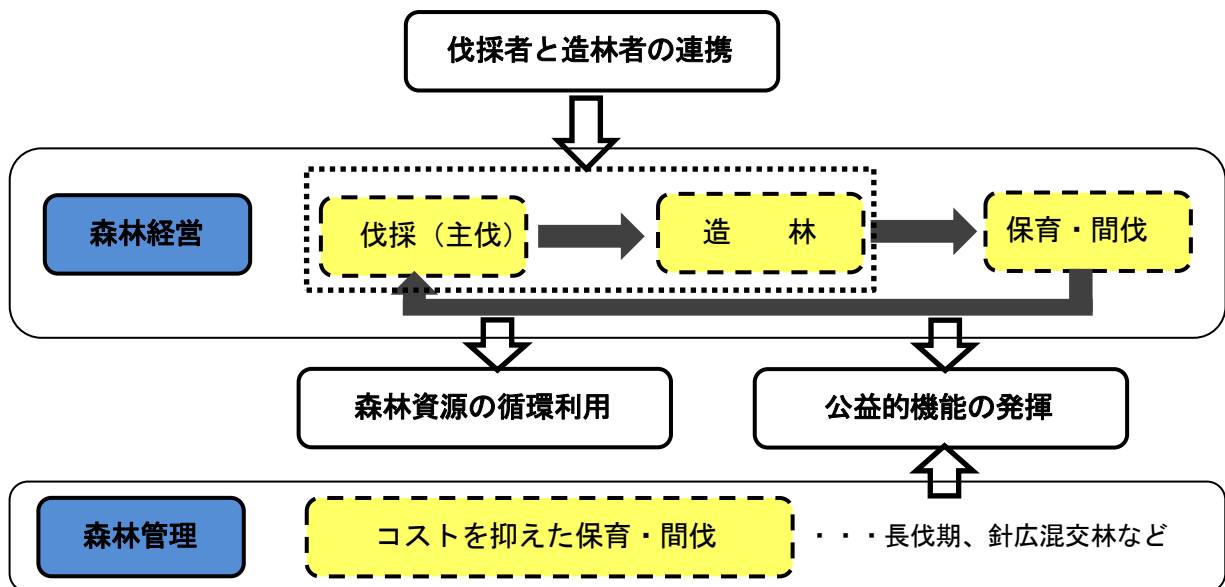 伐採者と造林者の連携
森林経営
伐採（主伐）
造　　林
保育・間伐
森林資源の循環利用
公益的機能の発揮
森林管理
コストを抑えた保育・間伐
・・・長伐期、針広混交林など